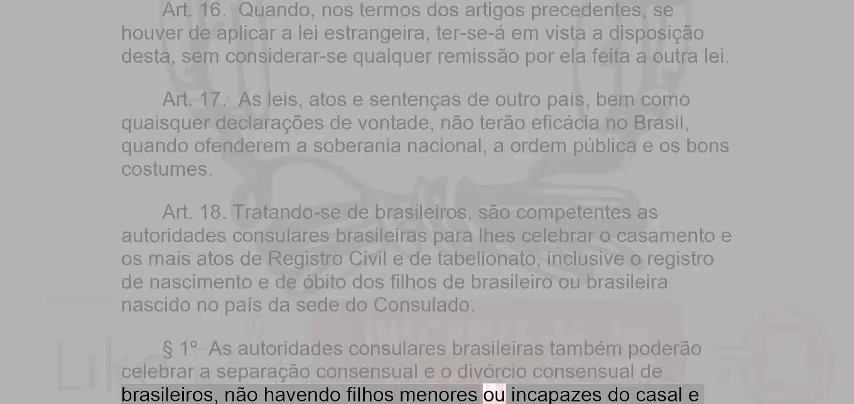 Art. 16.  Quando, nos termos dos artigos precedentes, se
houver de aplicar a lei estrangeira, ter-se-á em vista a disposição
desta, sem considerar-se qualquer remissão por ela feita a outra lei.
Art. 17.  As leis, atos e sentenças de outro país, bem como
quaisquer declarações de vontade, não terão eficácia no Brasil,
quando ofenderem a soberania nacional, a ordem pública e os bons
costumes.
Art. 18. Tratando-se de brasileiros, são competentes as
autoridades consulares brasileiras para lhes celebrar o casamento e
os mais atos de Registro Civil e de tabelionato, inclusive o registro
de nascimento e de óbito dos filhos de brasileiro ou brasileira
nascido no país da sede do Consulado.
§ 1º  As autoridades consulares brasileiras também poderão
celebrar a separação consensual e o divórcio consensual de
brasileiros, não havendo filhos menores ou incapazes do casal e